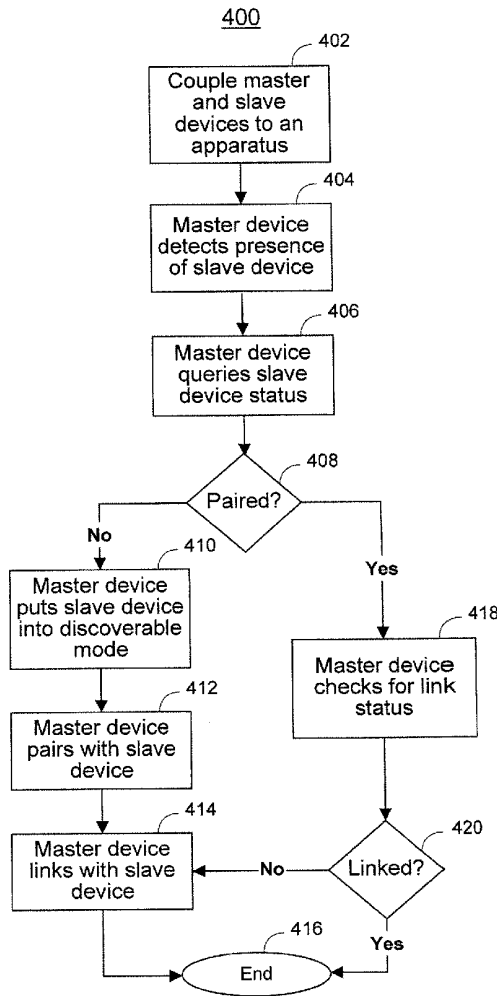 400
402
Couple master
and slave
devices to an
apparatus
404
Master device
detects presence
of slave device
406
Master device
queries slave
device status
408
Paired?
No
Yes
410
Master device
puts slave device
into discoverable
mode
418
Master device
checks for link
status
412
Master device
pairs with slave
device
414
Master device
links with slave
device
420
Linked?
No
Yes
416
End